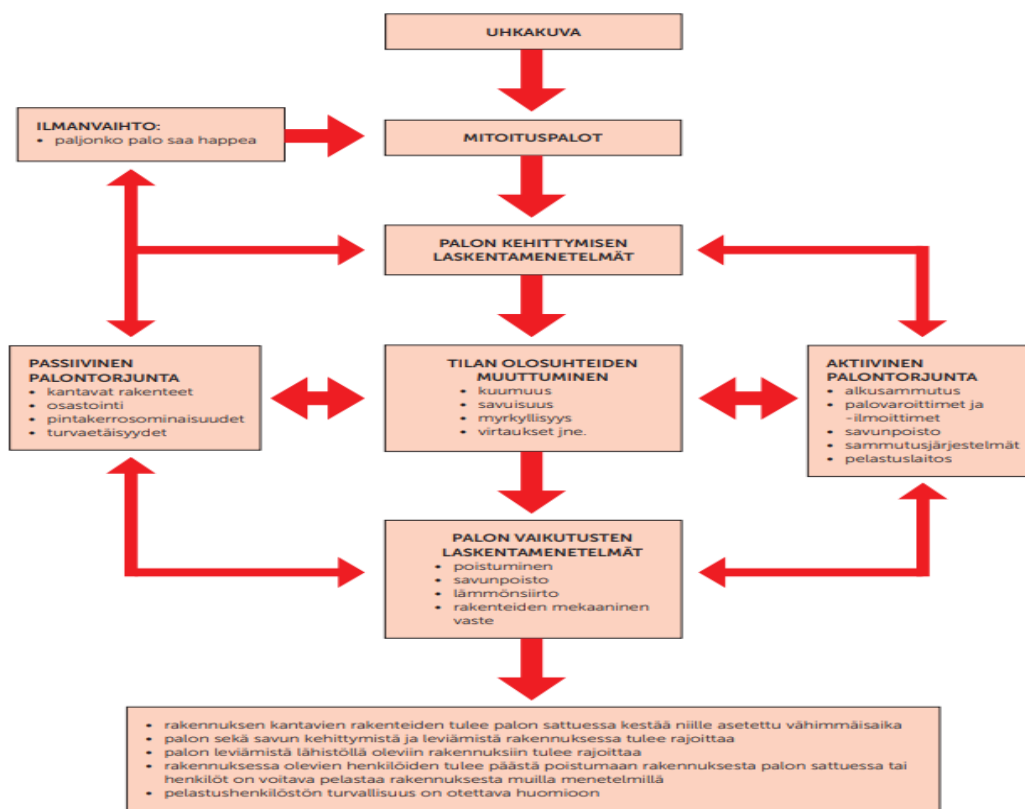 UHKAKUVA
ILMANVAIHTO:
• paljonko palo saa happea
MITOITUSPALOT
PALON KEHITTYMISEN
LASKENTAMENETELMÄT
PASSIIVINEN
PALONTORJUNTA
• kantavat rakenteet
• osastointi
• pintakerrosominaisuudet
• turvaetäisyydet
TILAN OLOSUHTEIDEN
MUUTTUMINEN
• kuumuus
• savuisuus
• myrkyllisyys
• virtaukset jne.
AKTIIVINEN
PALONTORJUNTA
• alkusammutus
• palovaroittimet ja
-ilmoittimet
• savunpoisto
• sammutusjärjestelmät
• pelastuslaitos
PALON VAIKUTUSTEN
LASKENTAMENETELMÄT
• poistuminen
• savunpoisto
• lämmönsiirto
• rakenteiden mekaaninen
vaste
• rakennuksen kantavien rakenteiden tulee palon sattuessa kestää niille asetettu vähimmäisaika
• palon sekä savun kehittymistä ja leviämistä rakennuksessa tulee rajoittaa
• palon leviämistä lähistöllä oleviin rakennuksiin tulee rajoittaa
• rakennuksessa olevien henkilöiden tulee päästä poistumaan rakennuksesta palon sattuessa tai
henkilöt on voitava pelastaa rakennuksesta muilla menetelmillä
• pelastushenkilöstön turvallisuus on otettava huomioon